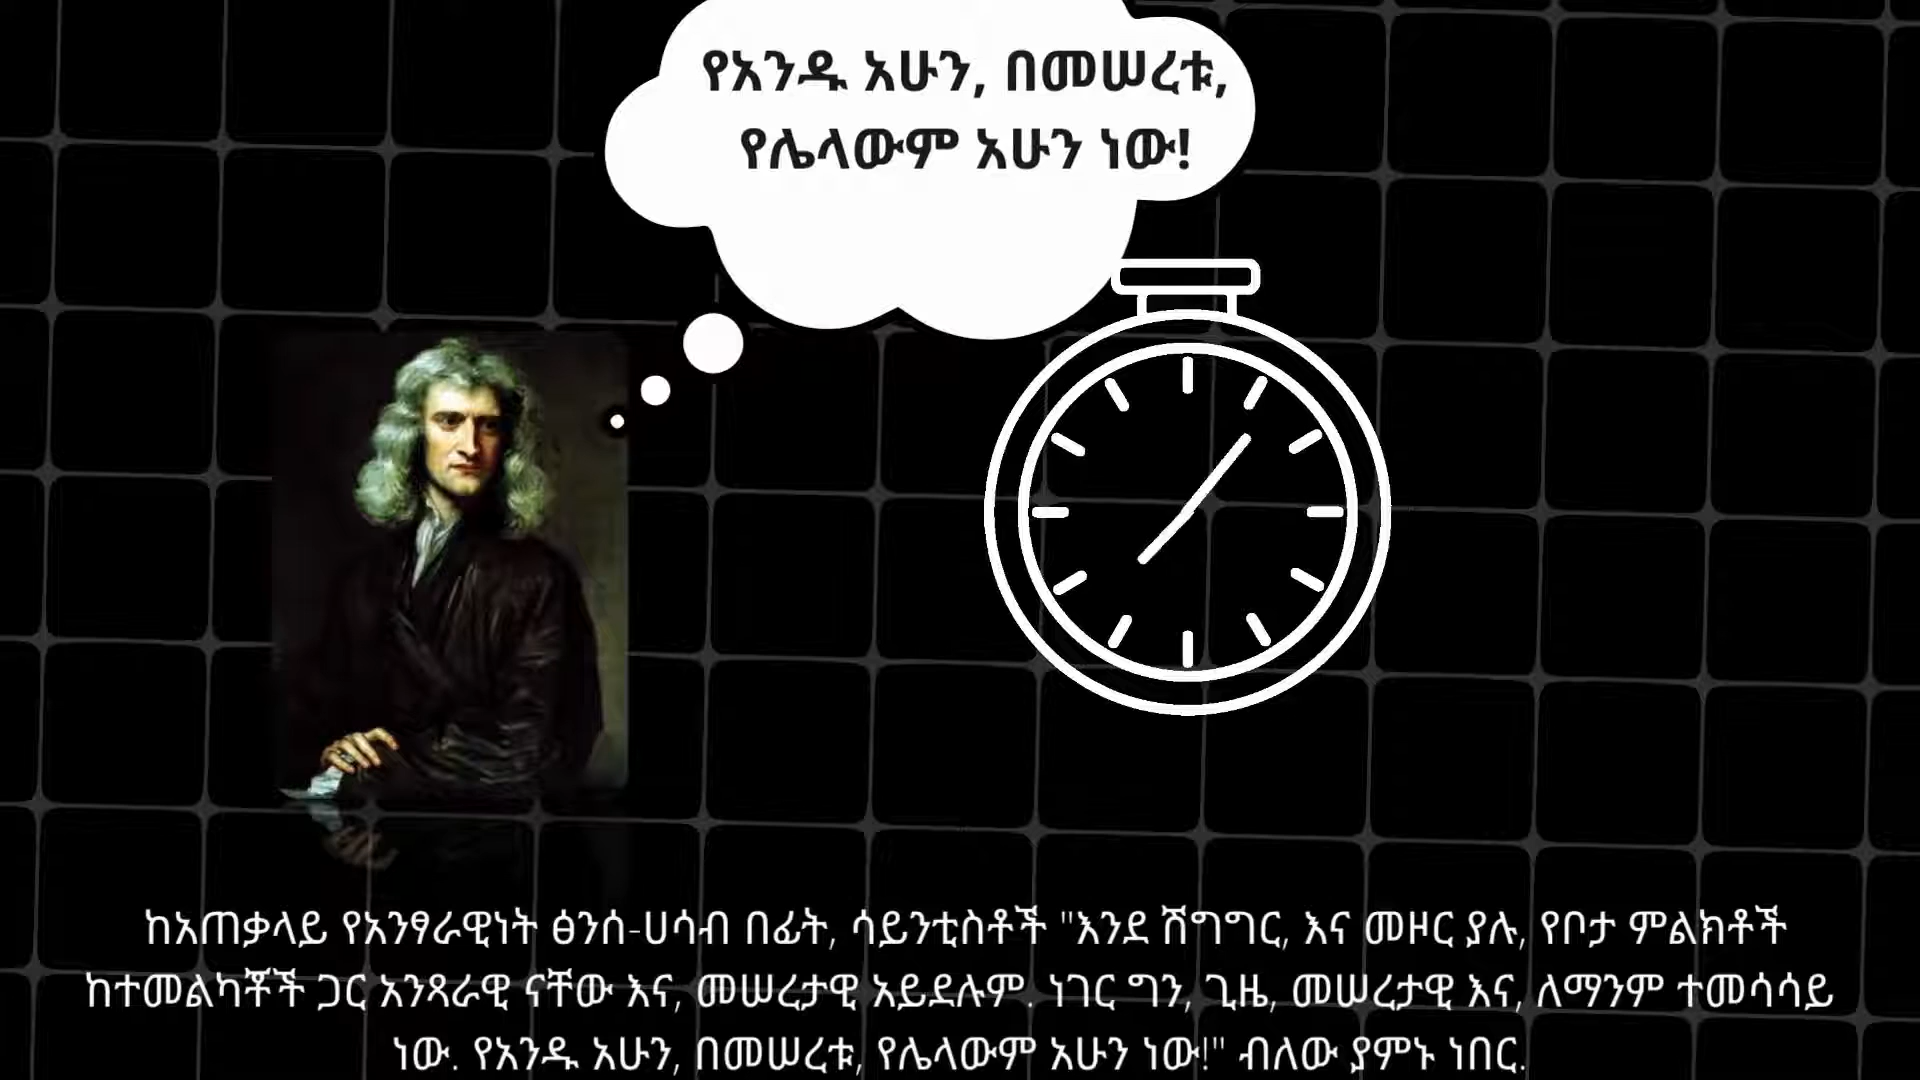 የአንዱ አሁን, በመሠረቱ,
የሌላውም አሁን ነው!
ከአጠቃላይ የአንፃራዊነት ፅንሰ-ሀሳብ በፊት, ሳይንቲስቶች "እንደ ሽግግር, እና መዞር ያሉ, የቦታ ምልክቶች
ከተመልካቾች ጋር አንጻራዊ ናቸው እና, መሠረታዊ አይደሉም. ነገር ግን, ጊዜ, መሠረታዊ እና, ለማንም ተመሳሳይ
ነው. የአንዱ አሁን, በመሠረቱ, የሌላውም አሁን ነው!" ብለው ያምኑ ነበር.